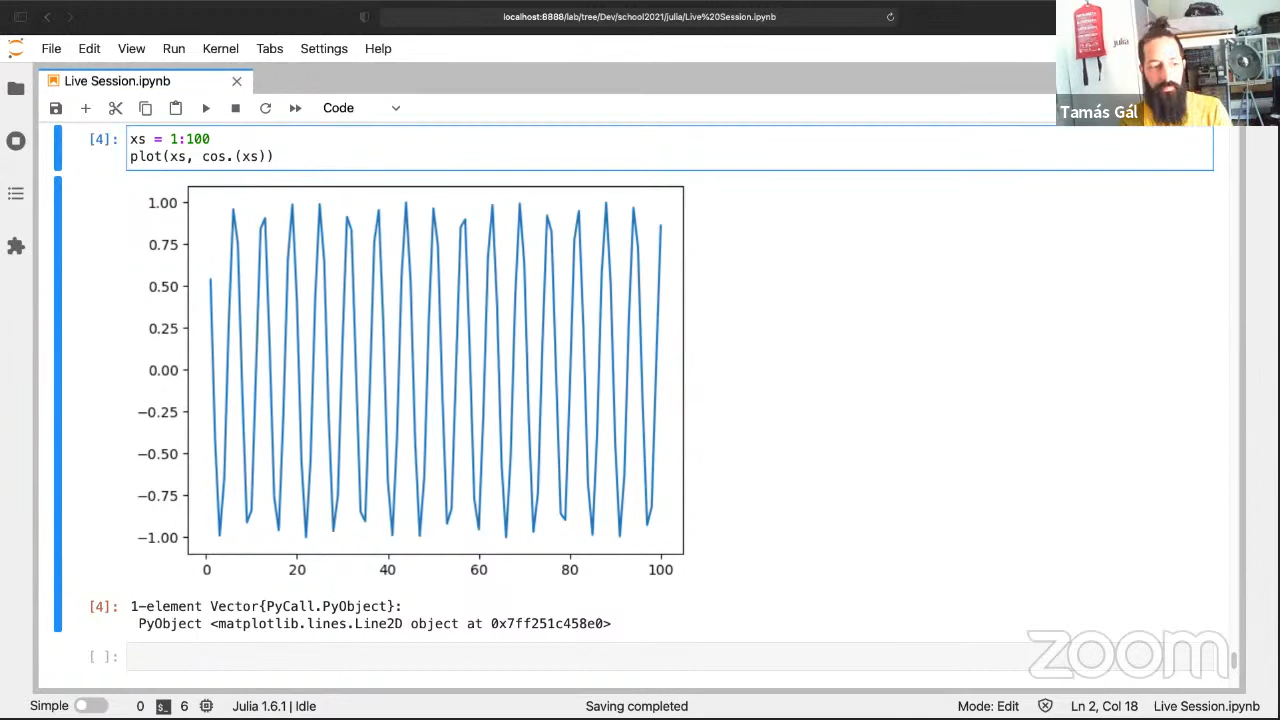 localhost:8888/lab/tree/Dev/school2021/julia/Live%20Session.ipynb
File Edit View Run Kernel Tabs Settings Help
julia
Tamás Gál
Live Session.ipynb
Code
[4]: xs = 1:100
plot(xs, cos.(xs))
1.00
0.75
0.50
0.25
0.00
−0.25
−0.50
−0.75
−1.00
0 20 40 60 80 100
[4]: 1-element Vector{PyCall.PyObject}:
PyObject <matplotlib.lines.Line2D object at 0x7ff251c458e0>
[ ]:
zoom
Simple 0 6 Julia 1.6.1 | Idle Saving completed Mode: Edit Ln 2, Col 18 Live Session.ipynb